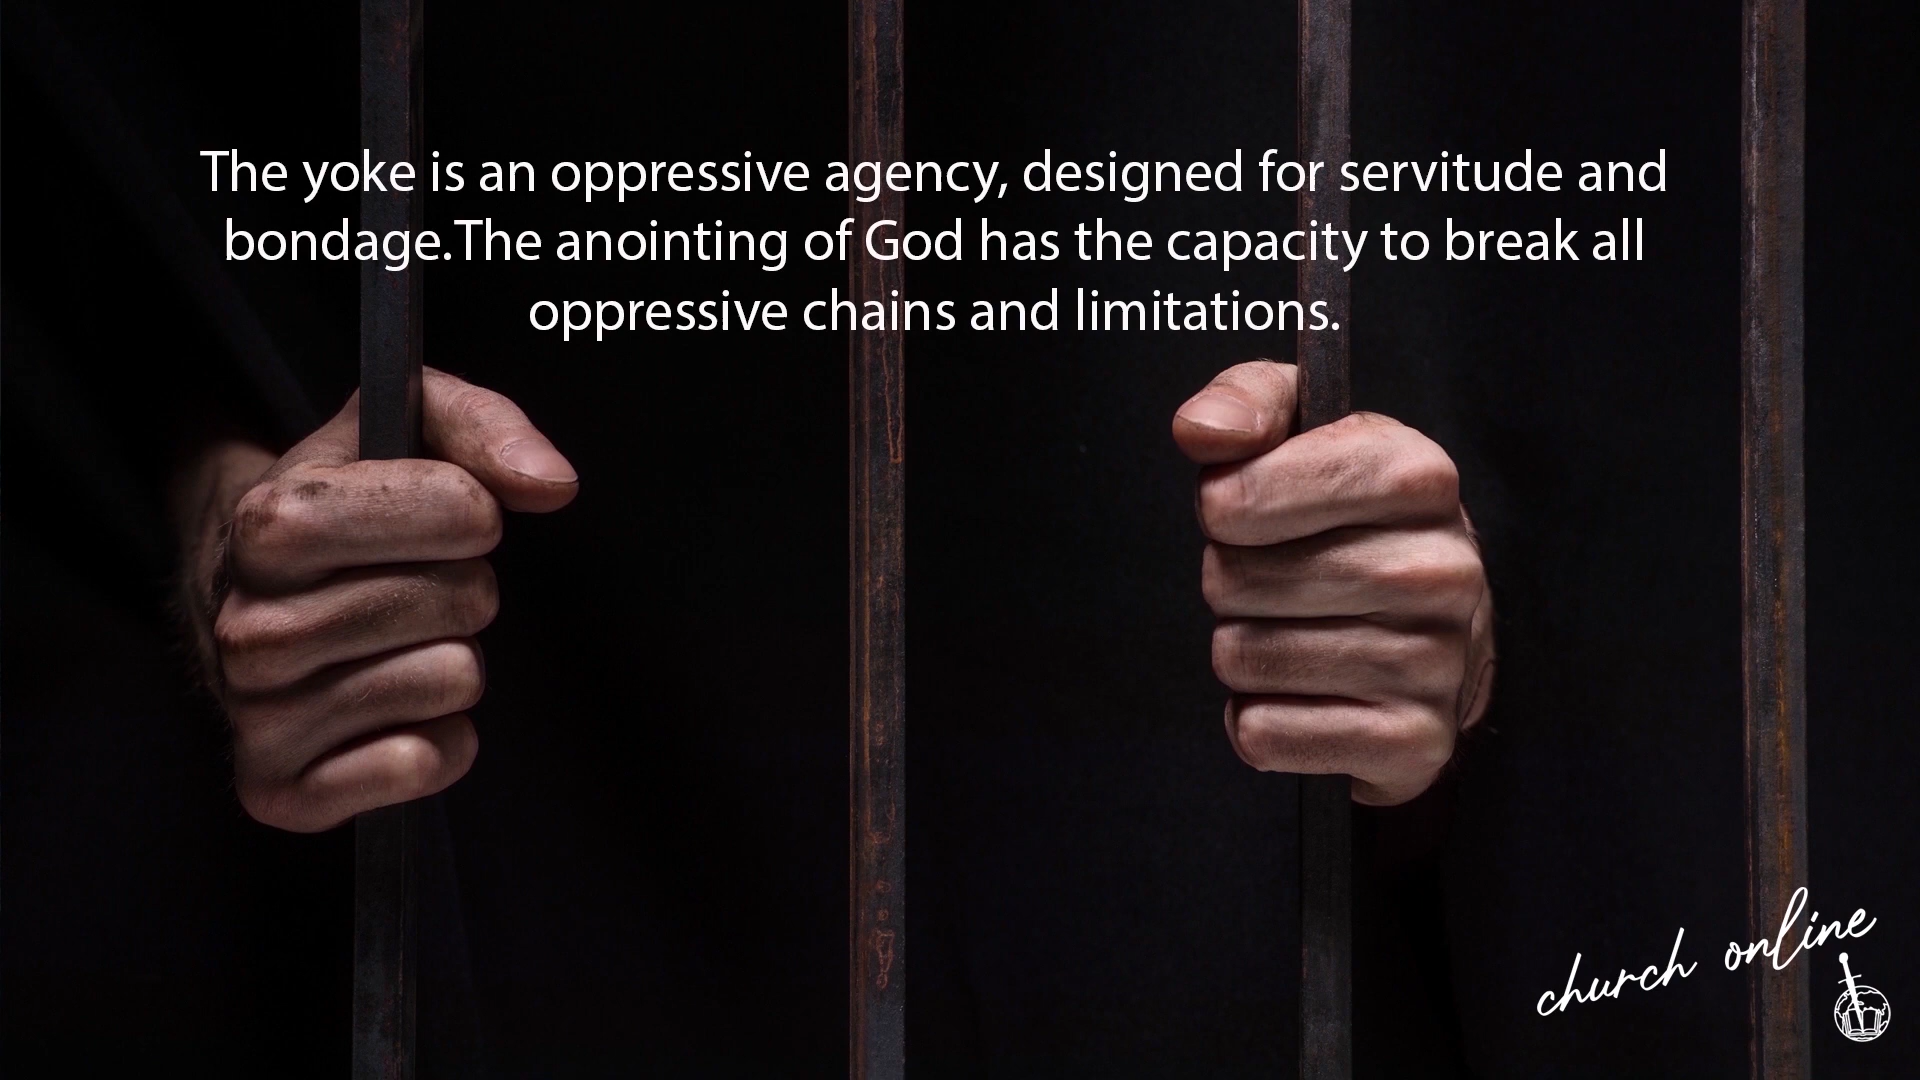 The yoke is an oppressive agency, designed for servitude and
bondage.The anointing of God has the capacity to break all
oppressive chains and limitations.
church online